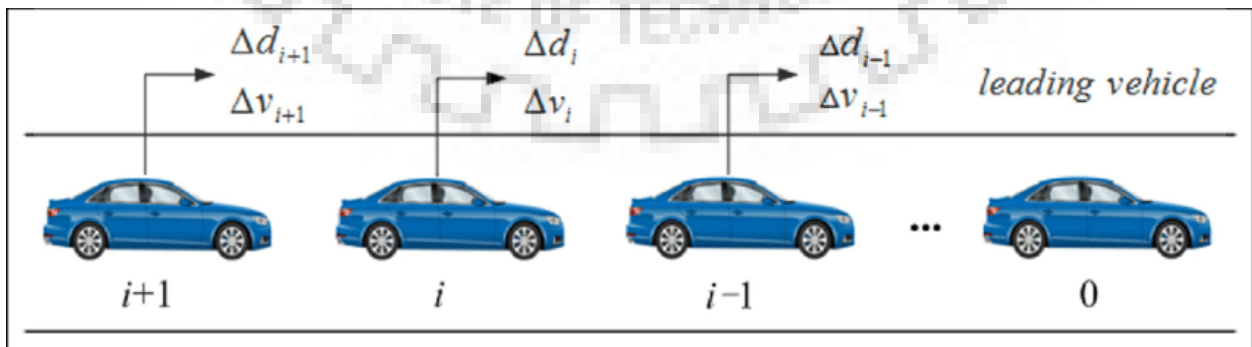 Δd_{i+1} Δd_i Δd_{i-1}
Δv_{i+1} Δv_i Δv_{i-1} leading vehicle
...
i+1 i i-1 0